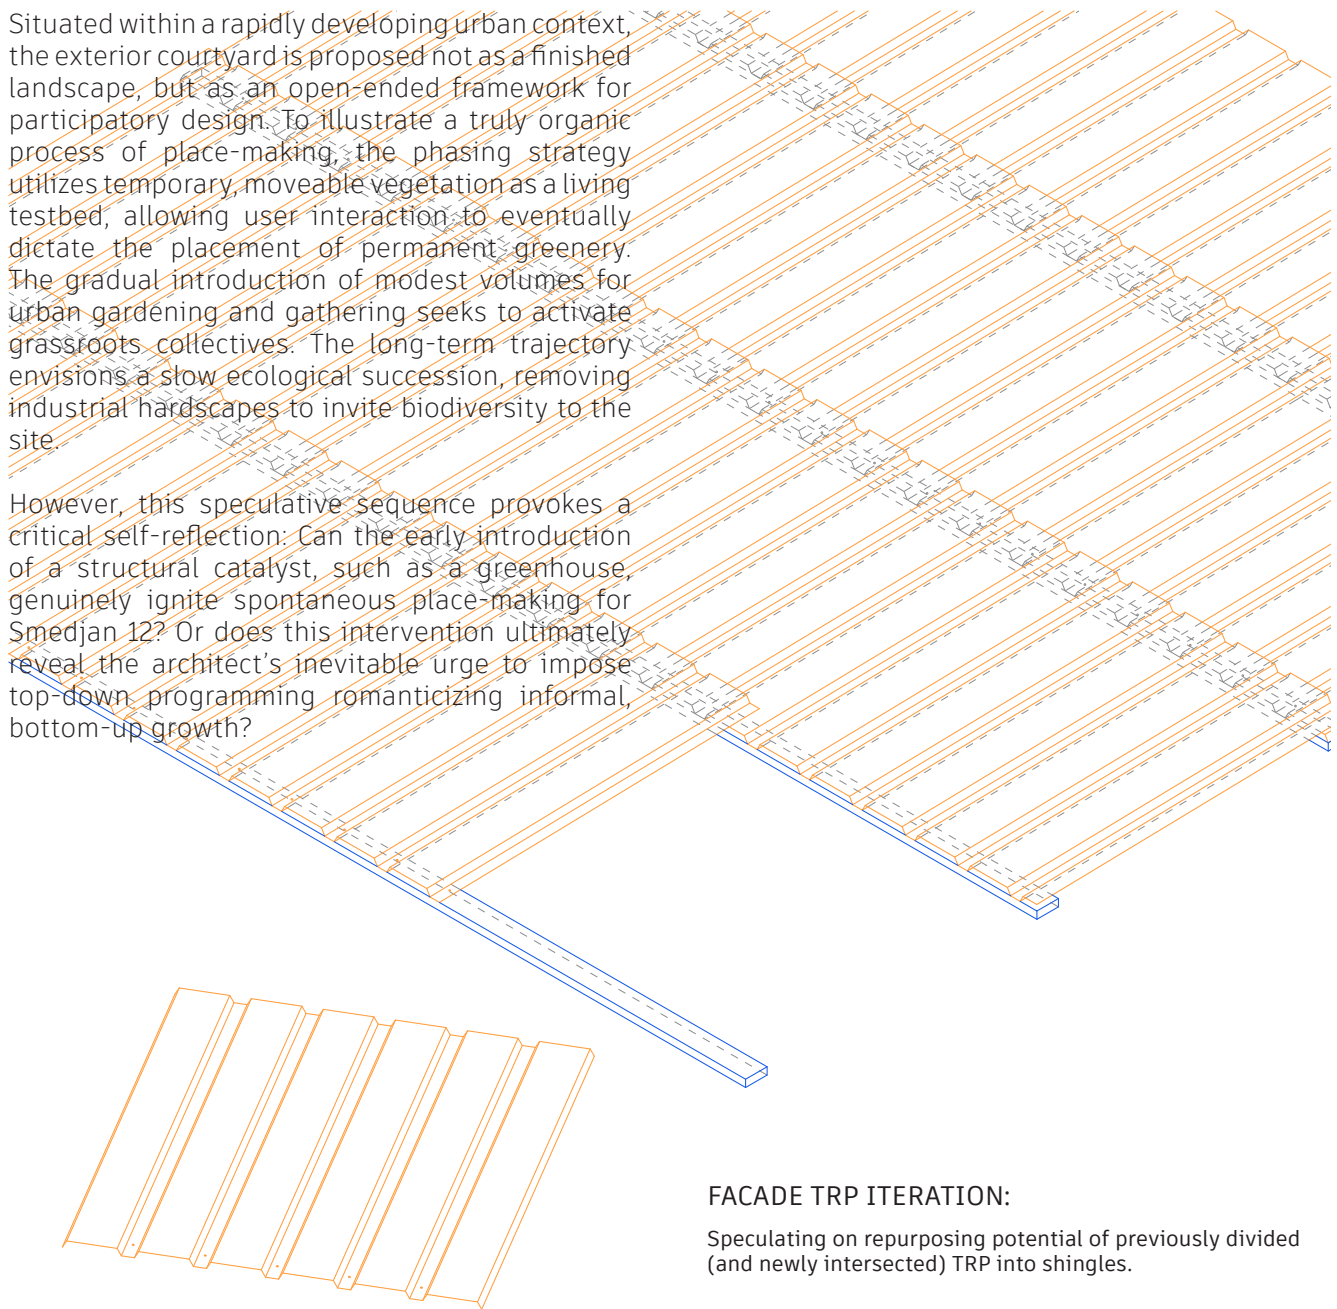 Situated within a rapidly developing urban context,
the exterior courtyard is proposed not as a finished
landscape, but as an open-ended framework for
participatory design. To illustrate a truly organic
process of place-making, the phasing strategy
utilizes temporary, moveable vegetation as a living
testbed, allowing user interaction to eventually
dictate the placement of permanent greenery.
The gradual introduction of modest volumes for
urban gardening and gathering seeks to activate
grassroots collectives. The long-term trajectory
envisions a slow ecological succession, removing
industrial hardscapes to invite biodiversity to the
site.
However, this speculative sequence provokes a
critical self-reflection: Can the early introduction
of a structural catalyst, such as a greenhouse,
genuinely ignite spontaneous place-making for
Smedjan 12? Or does this intervention ultimately
reveal the architect’s inevitable urge to impose
top-down programming romanticizing informal,
bottom-up growth?
FACADE TRP ITERATION:
Speculating on repurposing potential of previously divided
(and newly intersected) TRP into shingles.